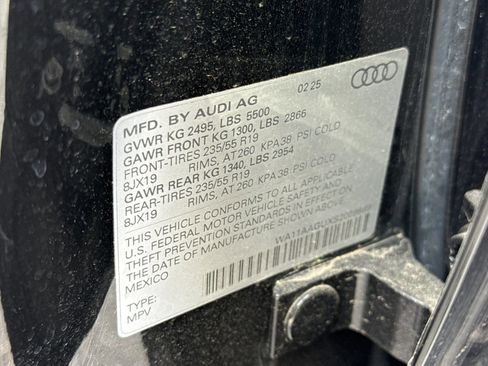 02 25
MFD. BY AUDI AG
GVWR KG 2495, LBS 5500
GAWR FRONT KG 1300, LBS 2866
FRONT-TIRES 235/55 R19
8JX19 RIMS, AT 260 KPA 38 PSI COLD
GAWR REAR KG 1340, LBS 2954
REAR-TIRES 235/55 R19
8JX19 RIMS, AT 260 KPA 38 PSI COLD
THIS VEHICLE CONFORMS TO ALL APPLICABLE
U.S. FEDERAL MOTOR VEHICLE SAFETY AND
THEFT PREVENTION STANDARDS IN EFFECT ON
THE DATE OF MANUFACTURE SHOWN ABOVE
MEXICO
TYPE:
MPV